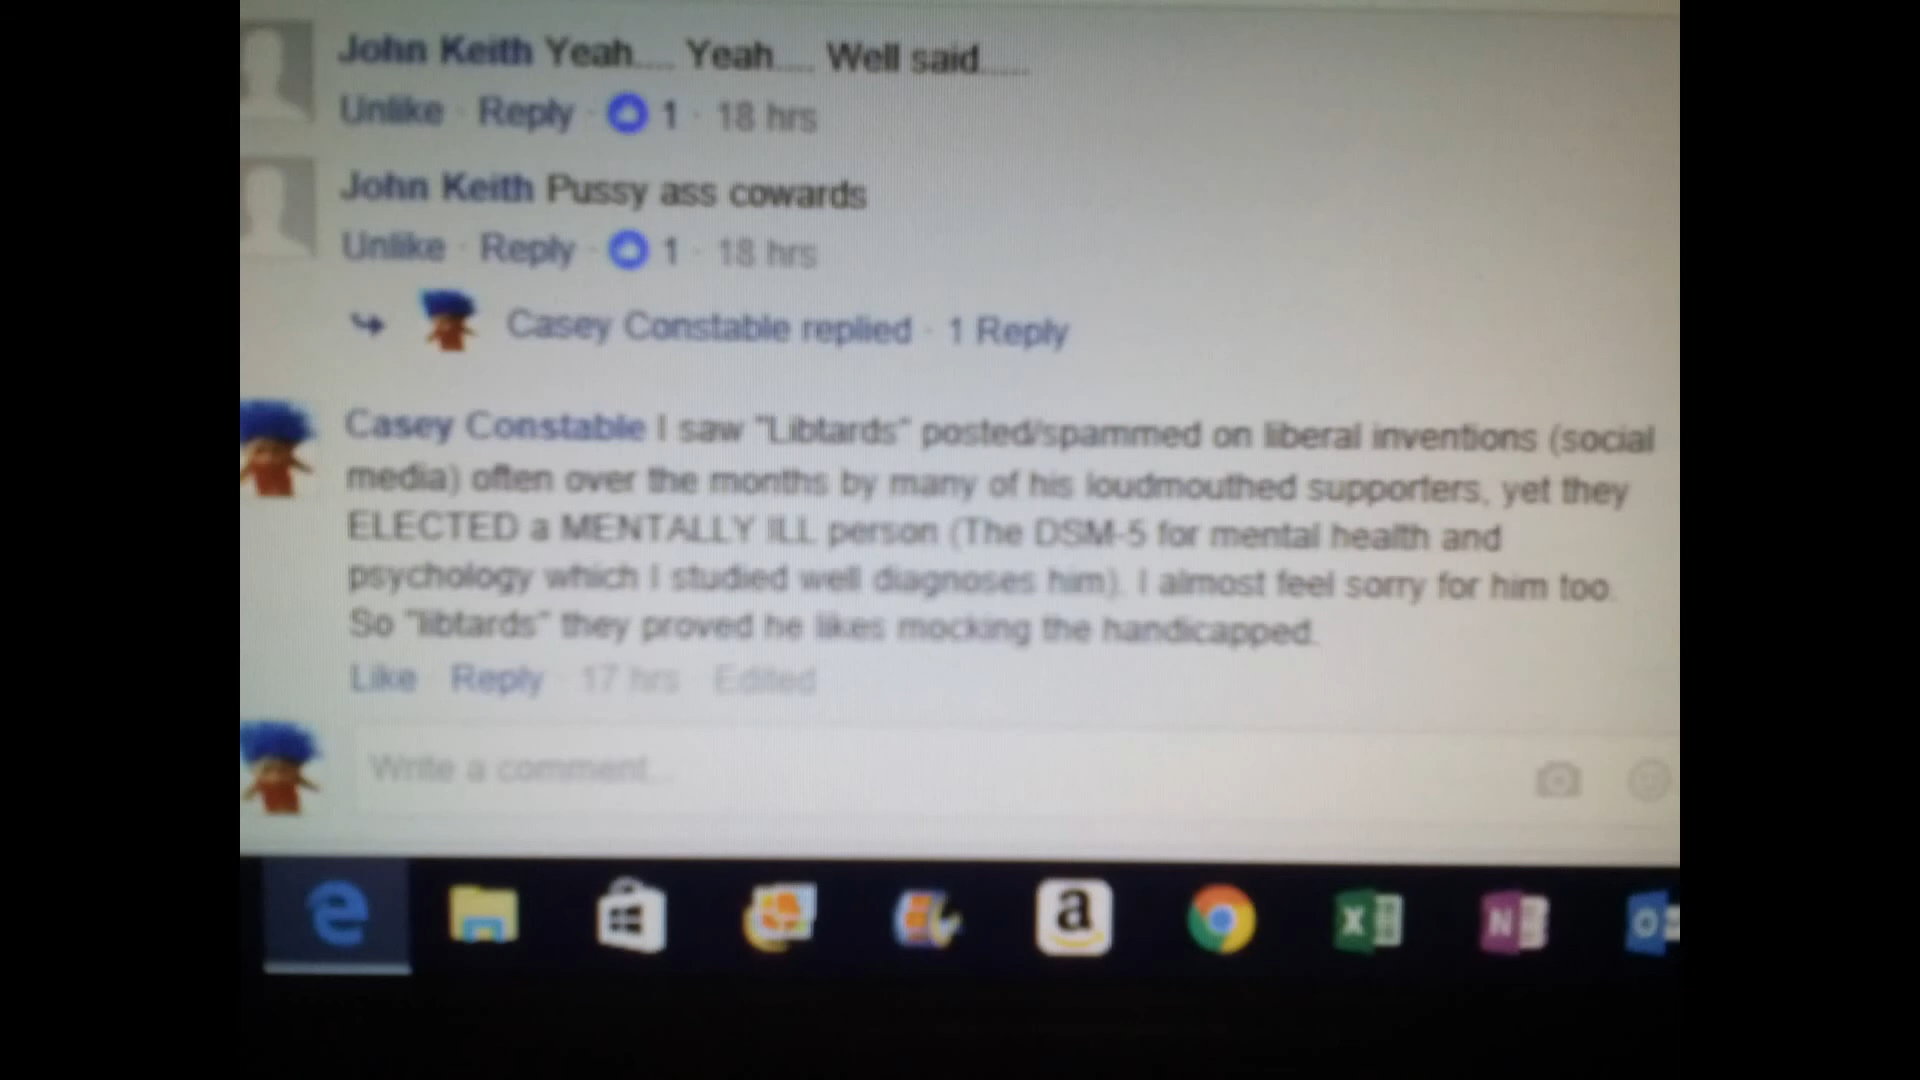 John Keith Yeah..... Yeah..... Well said......
Unlike · Reply · 1 · 18 hrs
John Keith Pussy ass cowards
Unlike · Reply · 1 · 18 hrs
Casey Constable replied · 1 Reply
Casey Constable I saw "Libtards" posted/spammed on liberal inventions (social
media) often over the months by many of his loudmouthed supporters, yet they
ELECTED a MENTALLY ILL person (The DSM-5 for mental health and
psychology which I studied well diagnoses him). I almost feel sorry for him too.
So "libtards" they proved he likes mocking the handicapped.
Like · Reply · 17 hrs · Edited
Write a comment...
e a X N O